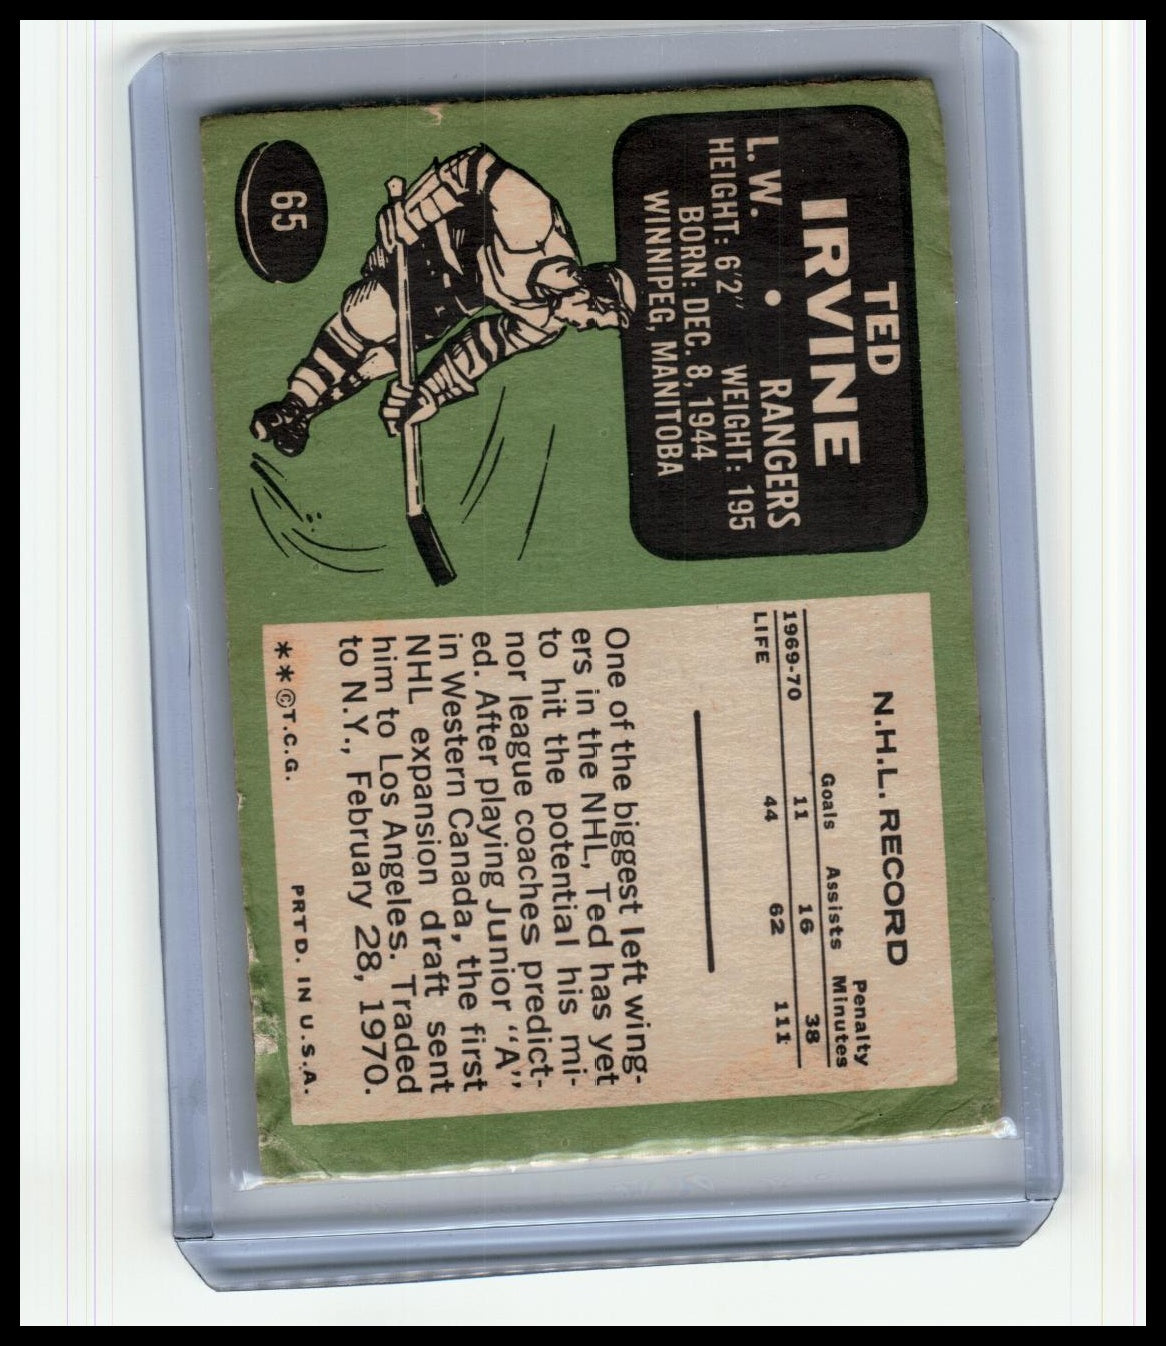 TED
IRVINE
L.W. • RANGERS
HEIGHT: 6'2" WEIGHT: 195
BORN: DEC. 8, 1944
WINNIPEG, MANITOBA
65
N.H.L. RECORD
Goals Assists Penalty Minutes
1969-70 11 16 38
LIFE 44 62 111
One of the biggest left wing-
ers in the NHL, Ted has yet
to hit the potential his mi-
nor league coaches predict-
ed. After playing Junior "A",
in Western Canada, the first
NHL expansion draft sent
him to Los Angeles. Traded
to N.Y., February 28, 1970.
**©T.C.G. PRTD. IN U.S.A.